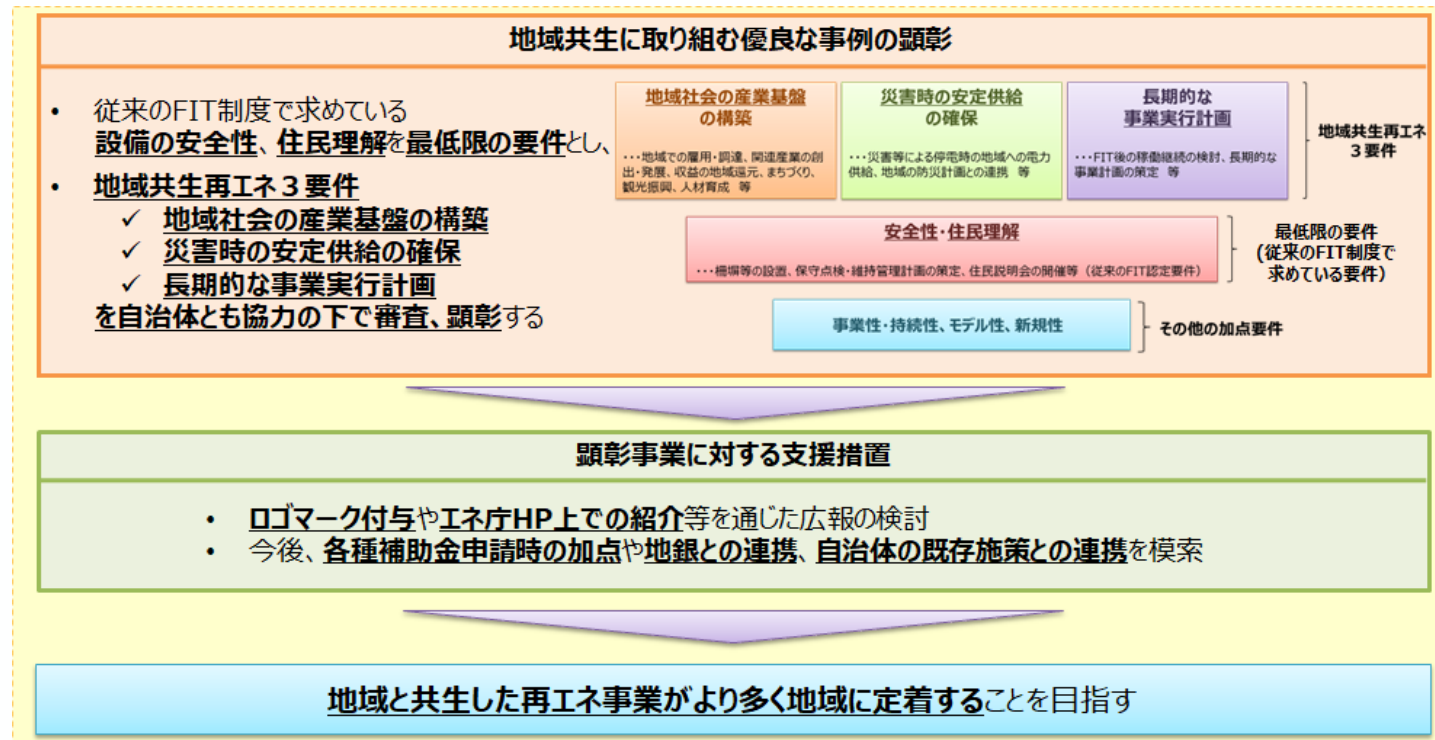 地域共生に取り組む優良な事例の顕彰
• 従来のFIT制度で求めている
設備の安全性、住民理解を最低限の要件とし、
• 地域共生再エネ３要件
✓ 地域社会の産業基盤の構築
✓ 災害時の安定供給の確保
✓ 長期的な事業実行計画
を自治体とも協力の下で審査、顕彰する
地域社会の産業基盤
の構築
･･･地域での雇用・調達、関連産業の創
出・発展、収益の地域還元、まちづくり、
観光振興、人材育成 等
災害時の安定供給
の確保
･･･災害等による停電時の地域への電力
供給、地域の防災計画との連携 等
長期的な
事業実行計画
･･･FIT後の稼働継続の検討、長期的な
事業計画の策定 等
地域共生再エネ
３要件
安全性・住民理解
･･･柵塀等の設置、保守点検・維持管理計画の策定、住民説明会の開催等（従来のFIT認定要件）
最低限の要件
(従来のFIT制度で
求めている要件)
事業性・持続性、モデル性、新規性
その他の加点要件
顕彰事業に対する支援措置
• ロゴマーク付与やエネ庁HP上での紹介等を通じた広報の検討
• 今後、各種補助金申請時の加点や地銀との連携、自治体の既存施策との連携を模索
地域と共生した再エネ事業がより多く地域に定着することを目指す